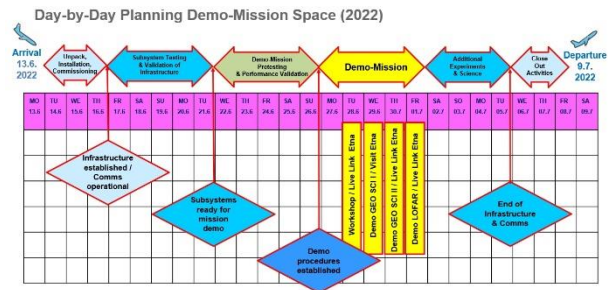 Day-by-Day Planning Demo-Mission Space (2022)
Arrival
13.6.
2022
Unpack,
Installation,
Commissioning
Subsystem Testing
& Validation of
Infrastructure
Demo-Mission
Pretesting
& Performance Validation
Demo-Mission
Additional
Experiments
& Science
Close
Out
Activities
Departure
9.7.
2022
MO TU WE TH FR SA SU MO TU WE TH FR SA SU MO TU WE TH FR SA SO MO TU WE TH FR SA
13.6 14.6 15.6 16.6 17.6 18.6 19.6 20.6 21.6 22.6 23.6 24.6 25.6 26.6 27.6 28.6 29.6 30.6 01.7 02.7 03.7 04.7 05.7 06.7 07.7 08.7 09.7
Infrastructure
established /
Comms
operational
Subsystems
ready for
mission
demo
Demo
procedures
established
Workshop / Live Link Etna
Demo GEO SCI I / Visit Etna
Demo GEO SCI II / Live Link Etna
Demo LOFAR / Live Link Etna
End of
Infrastructure
& Comms